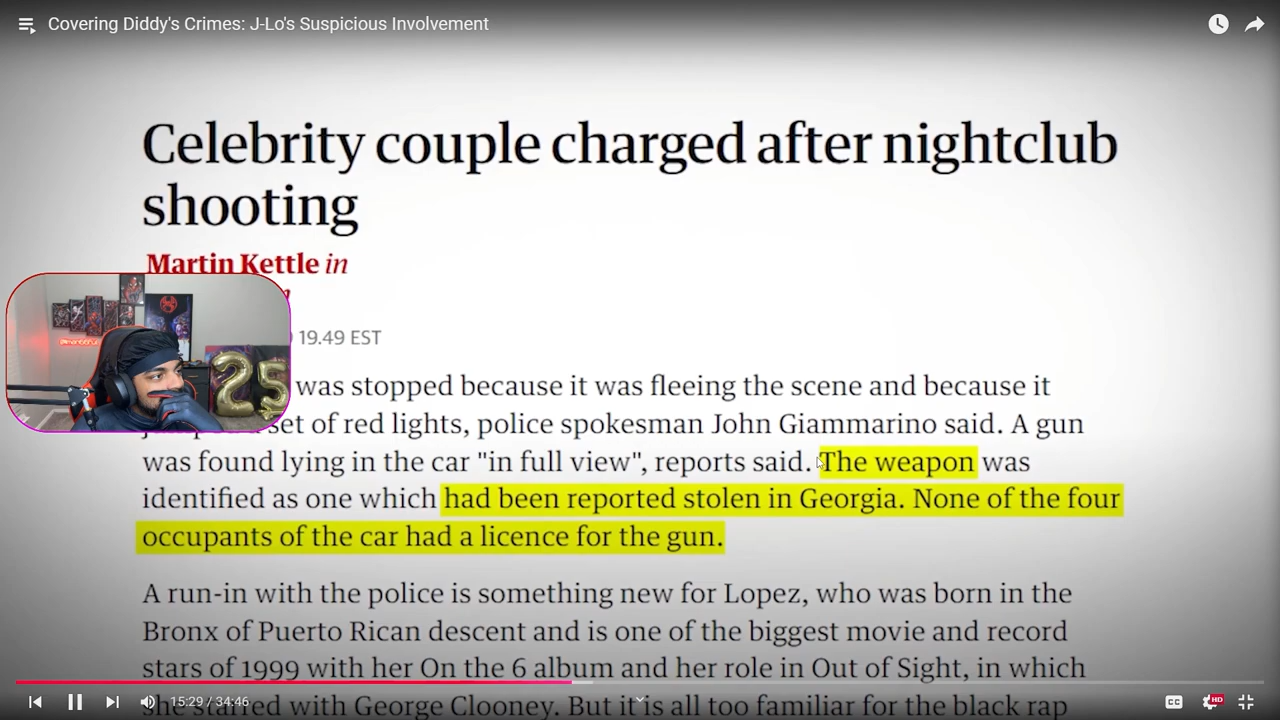 Covering Diddy's Crimes: J-Lo's Suspicious Involvement
Celebrity couple charged after nightclub
shooting
Martin Kettle in
19.49 EST
was stopped because it was fleeing the scene and because it
set of red lights, police spokesman John Giammarino said. A gun
was found lying in the car "in full view", reports said. The weapon was
identified as one which had been reported stolen in Georgia. None of the four
occupants of the car had a licence for the gun.
A run-in with the police is something new for Lopez, who was born in the
Bronx of Puerto Rican descent and is one of the biggest movie and record
stars of 1999 with her On the 6 album and her role in Out of Sight, in which
she starred with George Clooney. But it is all too familiar for the black rap
25
15:29 / 34:46
CC
HD